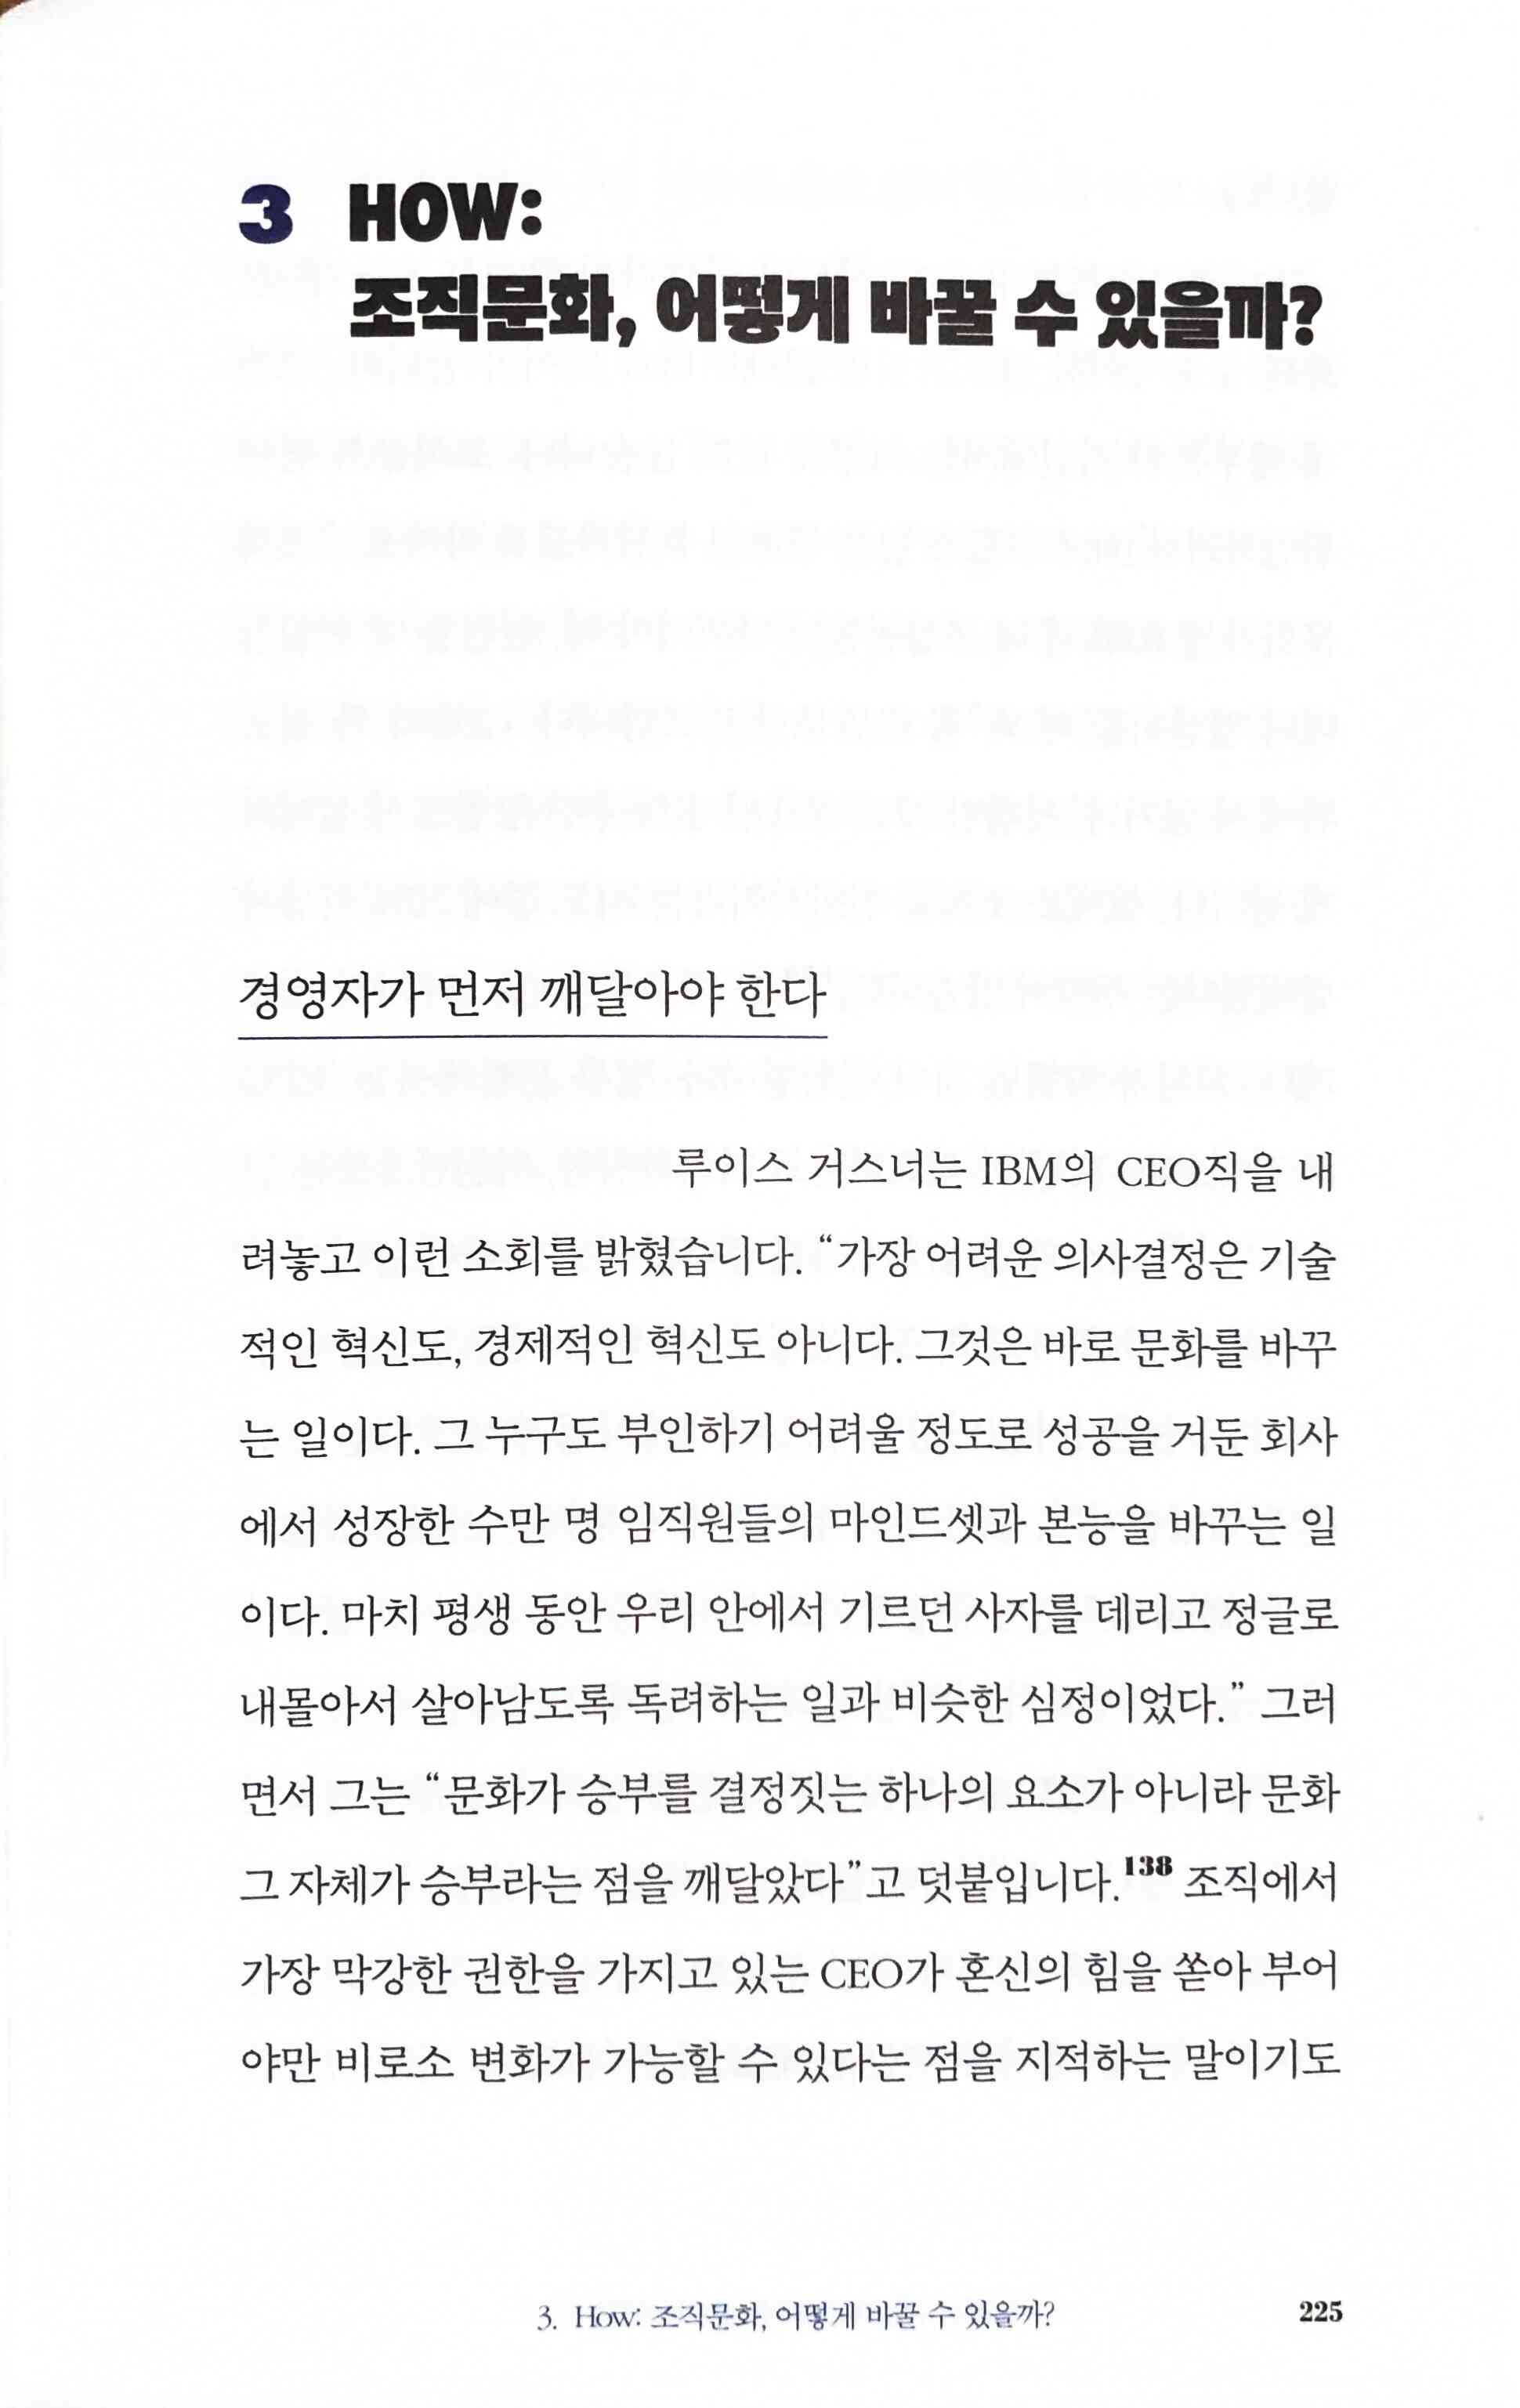 3 HOW:
조직문화, 어떻게 바꿀 수 있을까?
경영자가 먼저 깨달아야 한다
루이스 거스너는 IBM의 CEO직을 내
려놓고 이런 소회를 밝혔습니다. “가장 어려운 의사결정은 기술
적인 혁신도, 경제적인 혁신도 아니다. 그것은 바로 문화를 바꾸
는 일이다. 그 누구도 부인하기 어려울 정도로 성공을 거둔 회사
에서 성장한 수만 명 임직원들의 마인드셋과 본능을 바꾸는 일
이다. 마치 평생 동안 우리 안에서 기르던 사자를 데리고 정글로
내몰아서 살아남도록 독려하는 일과 비슷한 심정이었다.” 그러
면서 그는 “문화가 승부를 결정짓는 하나의 요소가 아니라 문화
그 자체가 승부라는 점을 깨달았다”고 덧붙입니다.138 조직에서
가장 막강한 권한을 가지고 있는 CEO가 혼신의 힘을 쏟아 부어
야만 비로소 변화가 가능할 수 있다는 점을 지적하는 말이기도
3. How: 조직문화, 어떻게 바꿀 수 있을까? 225